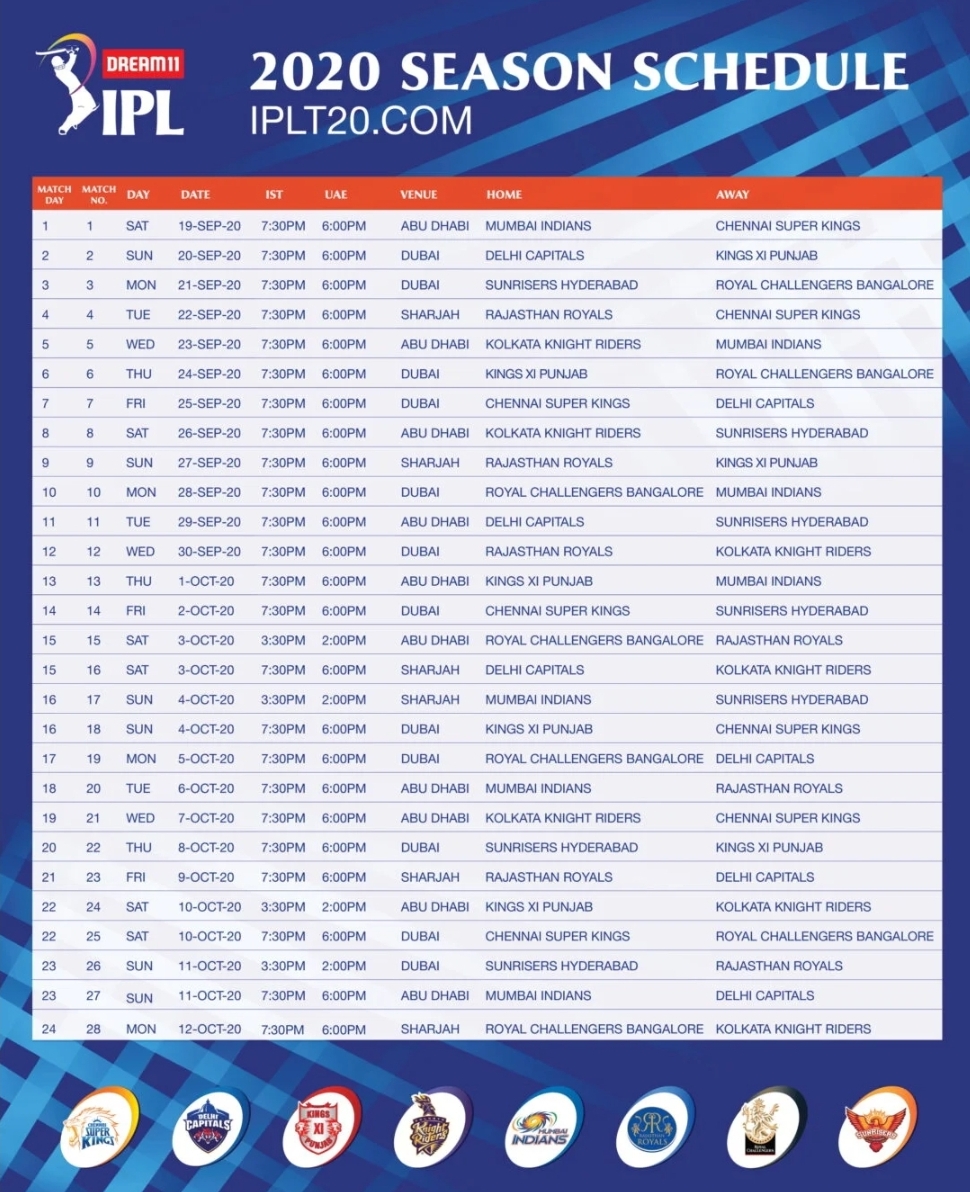 DREAM11
IPL
2020 SEASON SCHEDULE
IPLT20.COM
MATCH DAY MATCH NO. DAY DATE IST UAE VENUE HOME AWAY
1 1 SAT 19-SEP-20 7:30PM 6:00PM ABU DHABI MUMBAI INDIANS CHENNAI SUPER KINGS
2 2 SUN 20-SEP-20 7:30PM 6:00PM DUBAI DELHI CAPITALS KINGS XI PUNJAB
3 3 MON 21-SEP-20 7:30PM 6:00PM DUBAI SUNRISERS HYDERABAD ROYAL CHALLENGERS BANGALORE
4 4 TUE 22-SEP-20 7:30PM 6:00PM SHARJAH RAJASTHAN ROYALS CHENNAI SUPER KINGS
5 5 WED 23-SEP-20 7:30PM 6:00PM ABU DHABI KOLKATA KNIGHT RIDERS MUMBAI INDIANS
6 6 THU 24-SEP-20 7:30PM 6:00PM DUBAI KINGS XI PUNJAB ROYAL CHALLENGERS BANGALORE
7 7 FRI 25-SEP-20 7:30PM 6:00PM DUBAI CHENNAI SUPER KINGS DELHI CAPITALS
8 8 SAT 26-SEP-20 7:30PM 6:00PM ABU DHABI KOLKATA KNIGHT RIDERS SUNRISERS HYDERABAD
9 9 SUN 27-SEP-20 7:30PM 6:00PM SHARJAH RAJASTHAN ROYALS KINGS XI PUNJAB
10 10 MON 28-SEP-20 7:30PM 6:00PM DUBAI ROYAL CHALLENGERS BANGALORE MUMBAI INDIANS
11 11 TUE 29-SEP-20 7:30PM 6:00PM ABU DHABI DELHI CAPITALS SUNRISERS HYDERABAD
12 12 WED 30-SEP-20 7:30PM 6:00PM DUBAI RAJASTHAN ROYALS KOLKATA KNIGHT RIDERS
13 13 THU 1-OCT-20 7:30PM 6:00PM ABU DHABI KINGS XI PUNJAB MUMBAI INDIANS
14 14 FRI 2-OCT-20 7:30PM 6:00PM DUBAI CHENNAI SUPER KINGS SUNRISERS HYDERABAD
15 15 SAT 3-OCT-20 3:30PM 2:00PM ABU DHABI ROYAL CHALLENGERS BANGALORE RAJASTHAN ROYALS
15 16 SAT 3-OCT-20 7:30PM 6:00PM SHARJAH DELHI CAPITALS KOLKATA KNIGHT RIDERS
16 17 SUN 4-OCT-20 3:30PM 2:00PM SHARJAH MUMBAI INDIANS SUNRISERS HYDERABAD
16 18 SUN 4-OCT-20 7:30PM 6:00PM DUBAI KINGS XI PUNJAB CHENNAI SUPER KINGS
17 19 MON 5-OCT-20 7:30PM 6:00PM DUBAI ROYAL CHALLENGERS BANGALORE DELHI CAPITALS
18 20 TUE 6-OCT-20 7:30PM 6:00PM ABU DHABI MUMBAI INDIANS RAJASTHAN ROYALS
19 21 WED 7-OCT-20 7:30PM 6:00PM ABU DHABI KOLKATA KNIGHT RIDERS CHENNAI SUPER KINGS
20 22 THU 8-OCT-20 7:30PM 6:00PM DUBAI SUNRISERS HYDERABAD KINGS XI PUNJAB
21 23 FRI 9-OCT-20 7:30PM 6:00PM SHARJAH RAJASTHAN ROYALS DELHI CAPITALS
22 24 SAT 10-OCT-20 3:30PM 2:00PM ABU DHABI KINGS XI PUNJAB KOLKATA KNIGHT RIDERS
22 25 SAT 10-OCT-20 7:30PM 6:00PM DUBAI CHENNAI SUPER KINGS ROYAL CHALLENGERS BANGALORE
23 26 SUN 11-OCT-20 3:30PM 2:00PM DUBAI SUNRISERS HYDERABAD RAJASTHAN ROYALS
23 27 SUN 11-OCT-20 7:30PM 6:00PM ABU DHABI MUMBAI INDIANS DELHI CAPITALS
24 28 MON 12-OCT-20 7:30PM 6:00PM SHARJAH ROYAL CHALLENGERS BANGALORE KOLKATA KNIGHT RIDERS
CHENNAI SUPER KINGS
DELHI CAPITALS
KINGS XI PUNJAB
Knight Riders
MUMBAI INDIANS
RR RAJASTHAN ROYALS
ROYAL CHALLENGERS
SUNRISERS